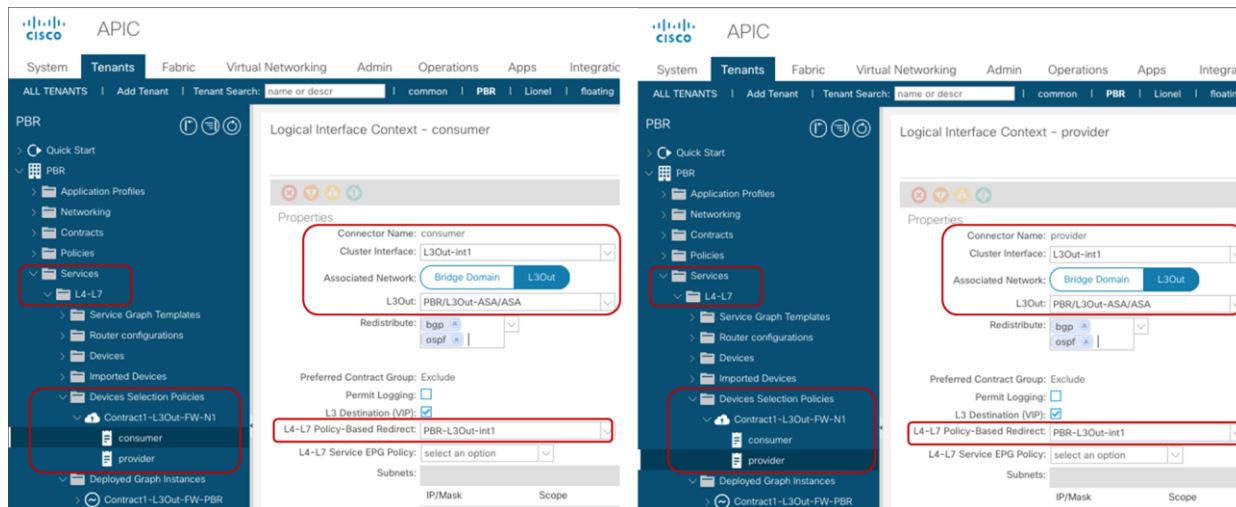 CISCO
APIC
System Tenants Fabric Virtual Networking Admin Operations Apps Integratic
ALL TENANTS | Add Tenant | Tenant Search: name or descr | common | PBR | Lionel | floating
PBR
Quick Start
PBR
Application Profiles
Networking
Contracts
Policies
Services
L4-L7
Service Graph Templates
Router configurations
Devices
Imported Devices
Devices Selection Policies
Contract1-L3Out-FW-N1
consumer
provider
Deployed Graph Instances
Contract1-L3Out-FW-PBR
Logical Interface Context - consumer
Properties
Connector Name: consumer
Cluster Interface: L3Out-int1
Associated Network: Bridge Domain L3Out
L3Out: PBR/L3Out-ASA/ASA
Redistribute: bgp
ospf
Preferred Contract Group: Exclude
Permit Logging:
L3 Destination (VIP):
L4-L7 Policy-Based Redirect: PBR-L3Out-int1
L4-L7 Service EPG Policy: select an option
Subnets:
IP/Mask Scope
CISCO
APIC
System Tenants Fabric Virtual Networking Admin Operations Apps Integra
ALL TENANTS | Add Tenant | Tenant Search: name or descr | common | PBR | Lionel | floatin
PBR
Quick Start
PBR
Application Profiles
Networking
Contracts
Policies
Services
L4-L7
Service Graph Templates
Router configurations
Devices
Imported Devices
Devices Selection Policies
Contract1-L3Out-FW-N1
consumer
provider
Deployed Graph Instances
Contract1-L3Out-FW-PBR
Logical Interface Context - provider
Properties
Connector Name: provider
Cluster Interface: L3Out-int1
Associated Network: Bridge Domain L3Out
L3Out: PBR/L3Out-ASA/ASA
Redistribute: bgp
ospf
Preferred Contract Group: Exclude
Permit Logging:
L3 Destination (VIP):
L4-L7 Policy-Based Redirect: PBR-L3Out-int1
L4-L7 Service EPG Policy: select an option
Subnets:
IP/Mask Scope